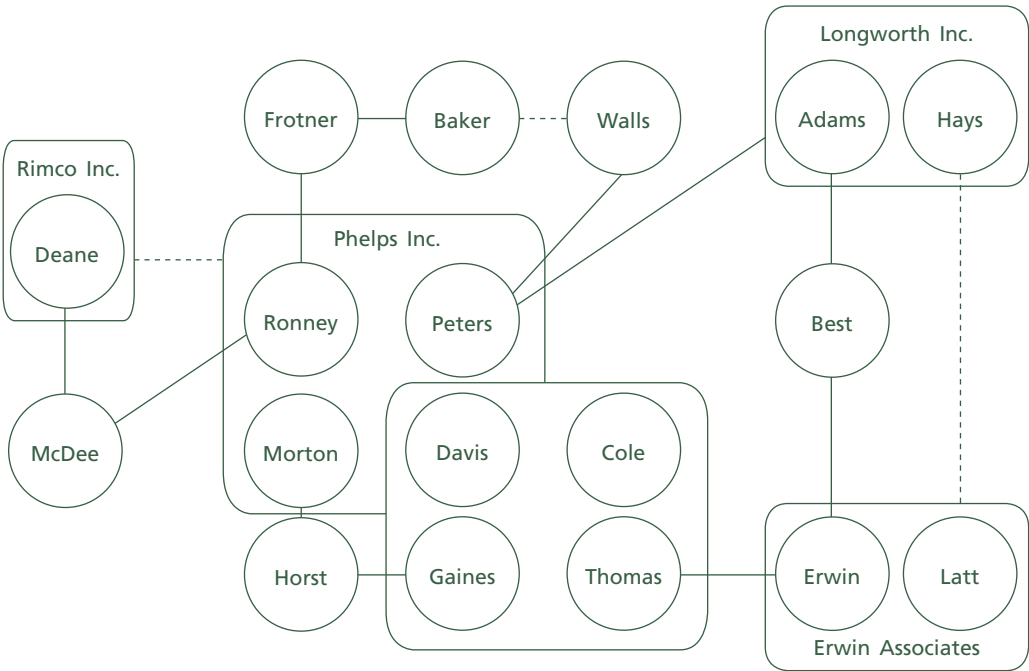 Longworth Inc.
Frotner
Baker
Walls
Adams
Hays
Rimco Inc.
Deane
Phelps Inc.
Ronney
Peters
Best
McDee
Morton
Davis
Cole
Horst
Gaines
Thomas
Erwin
Latt
Erwin Associates